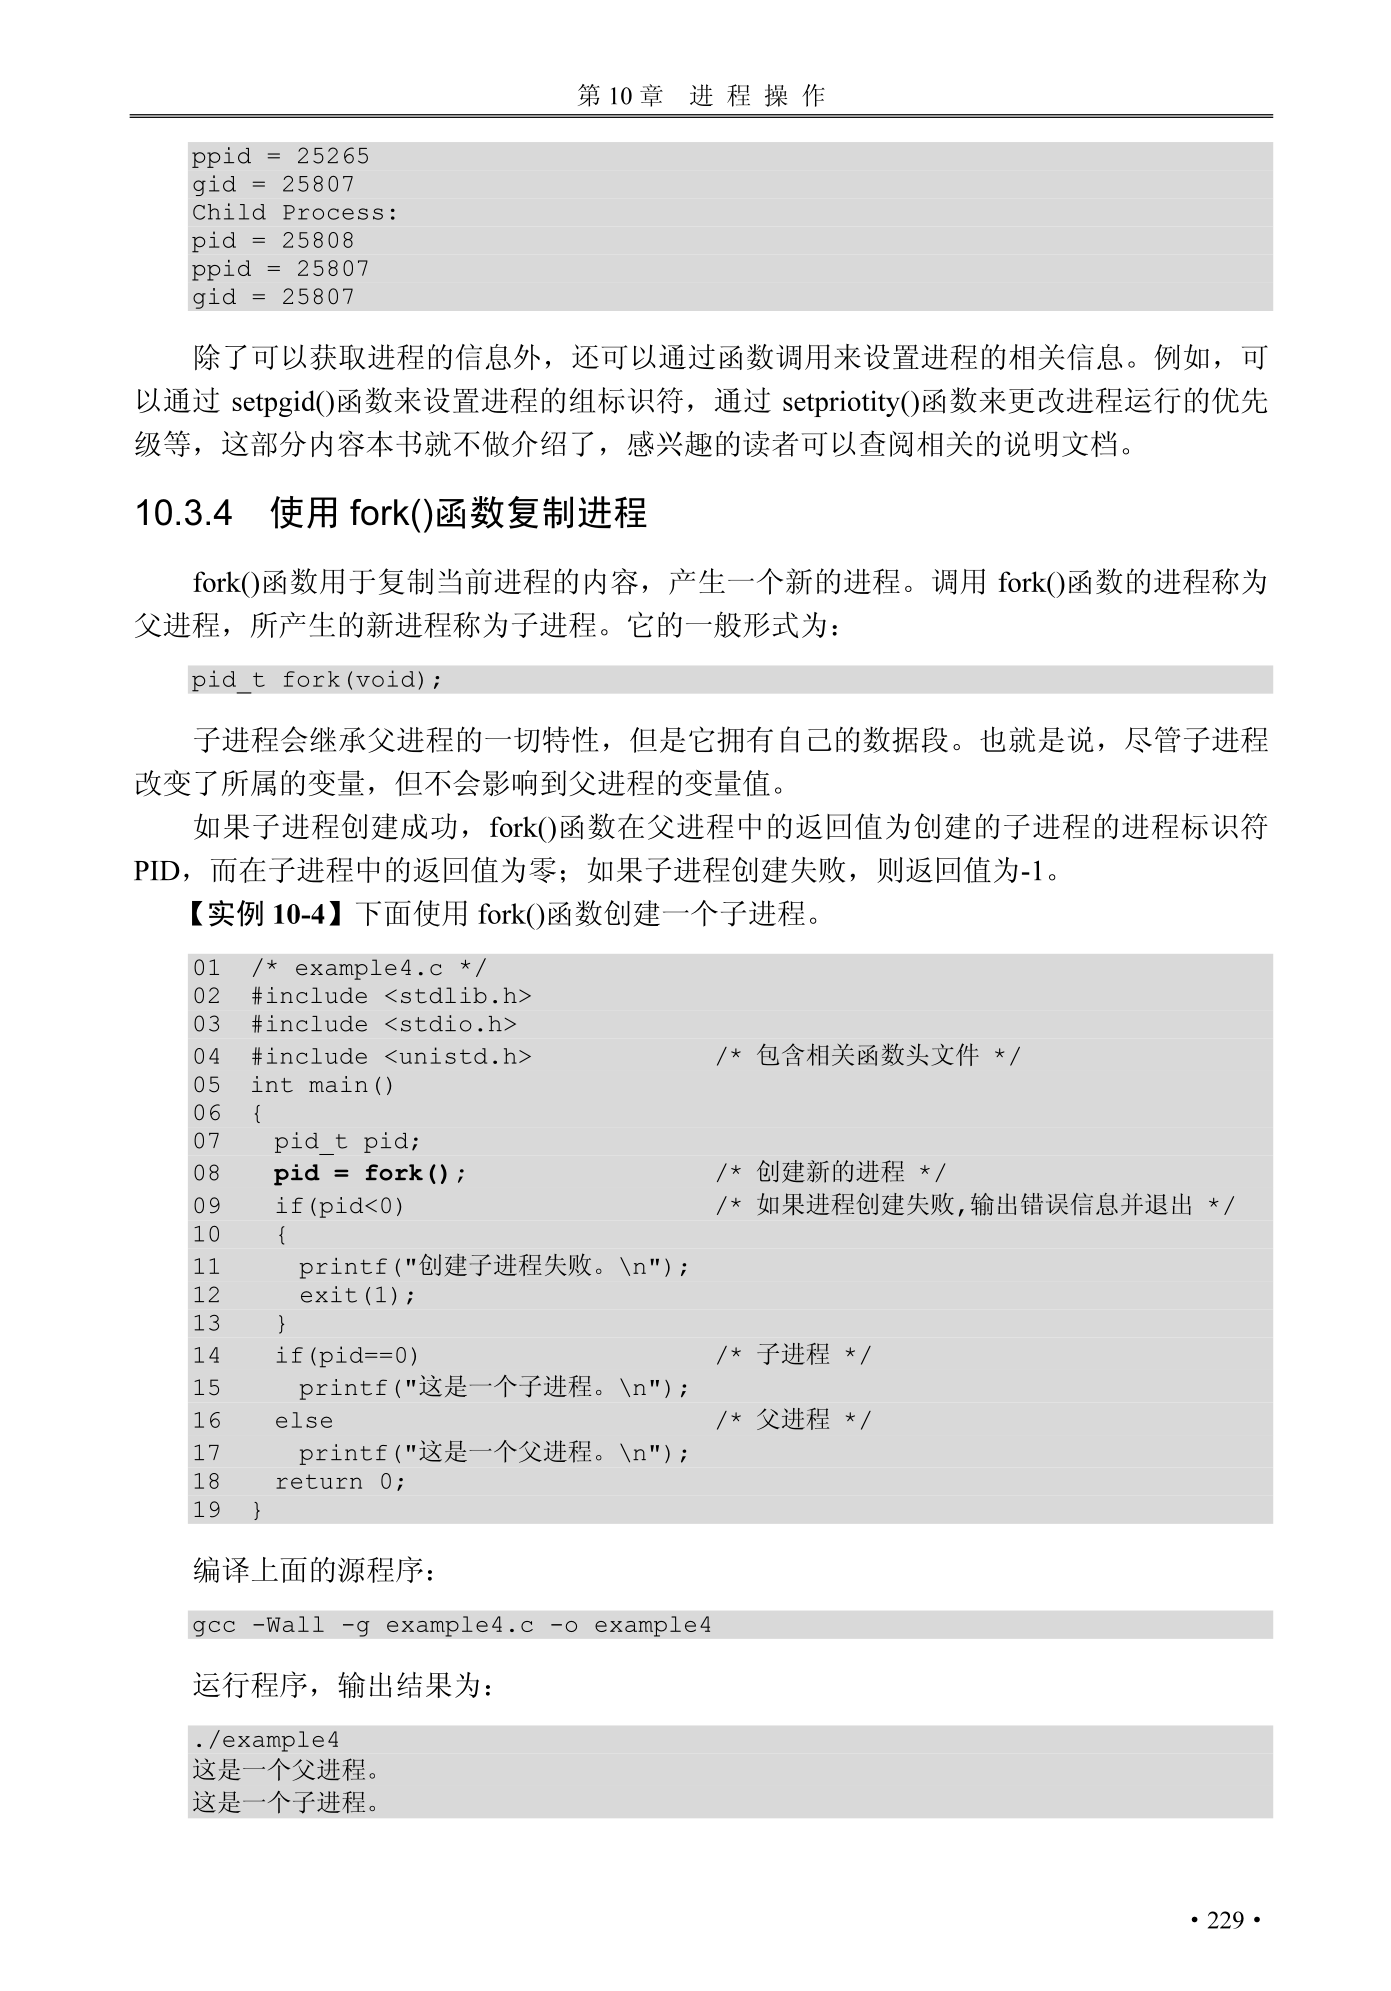 第 10 章 进 程 操 作
ppid = 25265
gid = 25807
Child Process:
pid = 25808
ppid = 25807
gid = 25807
除了可以获取进程的信息外，还可以通过函数调用来设置进程的相关信息。例如，可
以通过 setpgid()函数来设置进程的组标识符，通过 setpriotity()函数来更改进程运行的优先
级等，这部分内容本书就不做介绍了，感兴趣的读者可以查阅相关的说明文档。
10.3.4 使用 fork()函数复制进程
fork()函数用于复制当前进程的内容，产生一个新的进程。调用 fork()函数的进程称为
父进程，所产生的新进程称为子进程。它的一般形式为：
pid_t fork(void);
子进程会继承父进程的一切特性，但是它拥有自己的数据段。也就是说，尽管子进程
改变了所属的变量，但不会影响到父进程的变量值。
如果子进程创建成功，fork()函数在父进程中的返回值为创建的子进程的进程标识符
PID，而在子进程中的返回值为零；如果子进程创建失败，则返回值为-1。
【实例 10-4】下面使用 fork()函数创建一个子进程。
01 /* example4.c */
02 #include <stdlib.h>
03 #include <stdio.h>
04 #include <unistd.h> /* 包含相关函数头文件 */
05 int main()
06 {
07 pid_t pid;
08 pid = fork(); /* 创建新的进程 */
09 if(pid<0) /* 如果进程创建失败,输出错误信息并退出 */
10 {
11 printf("创建子进程失败。\n");
12 exit(1);
13 }
14 if(pid==0) /* 子进程 */
15 printf("这是一个子进程。\n");
16 else /* 父进程 */
17 printf("这是一个父进程。\n");
18 return 0;
19 }
编译上面的源程序：
gcc -Wall -g example4.c -o example4
运行程序，输出结果为：
./example4
这是一个父进程。
这是一个子进程。
· 229 ·